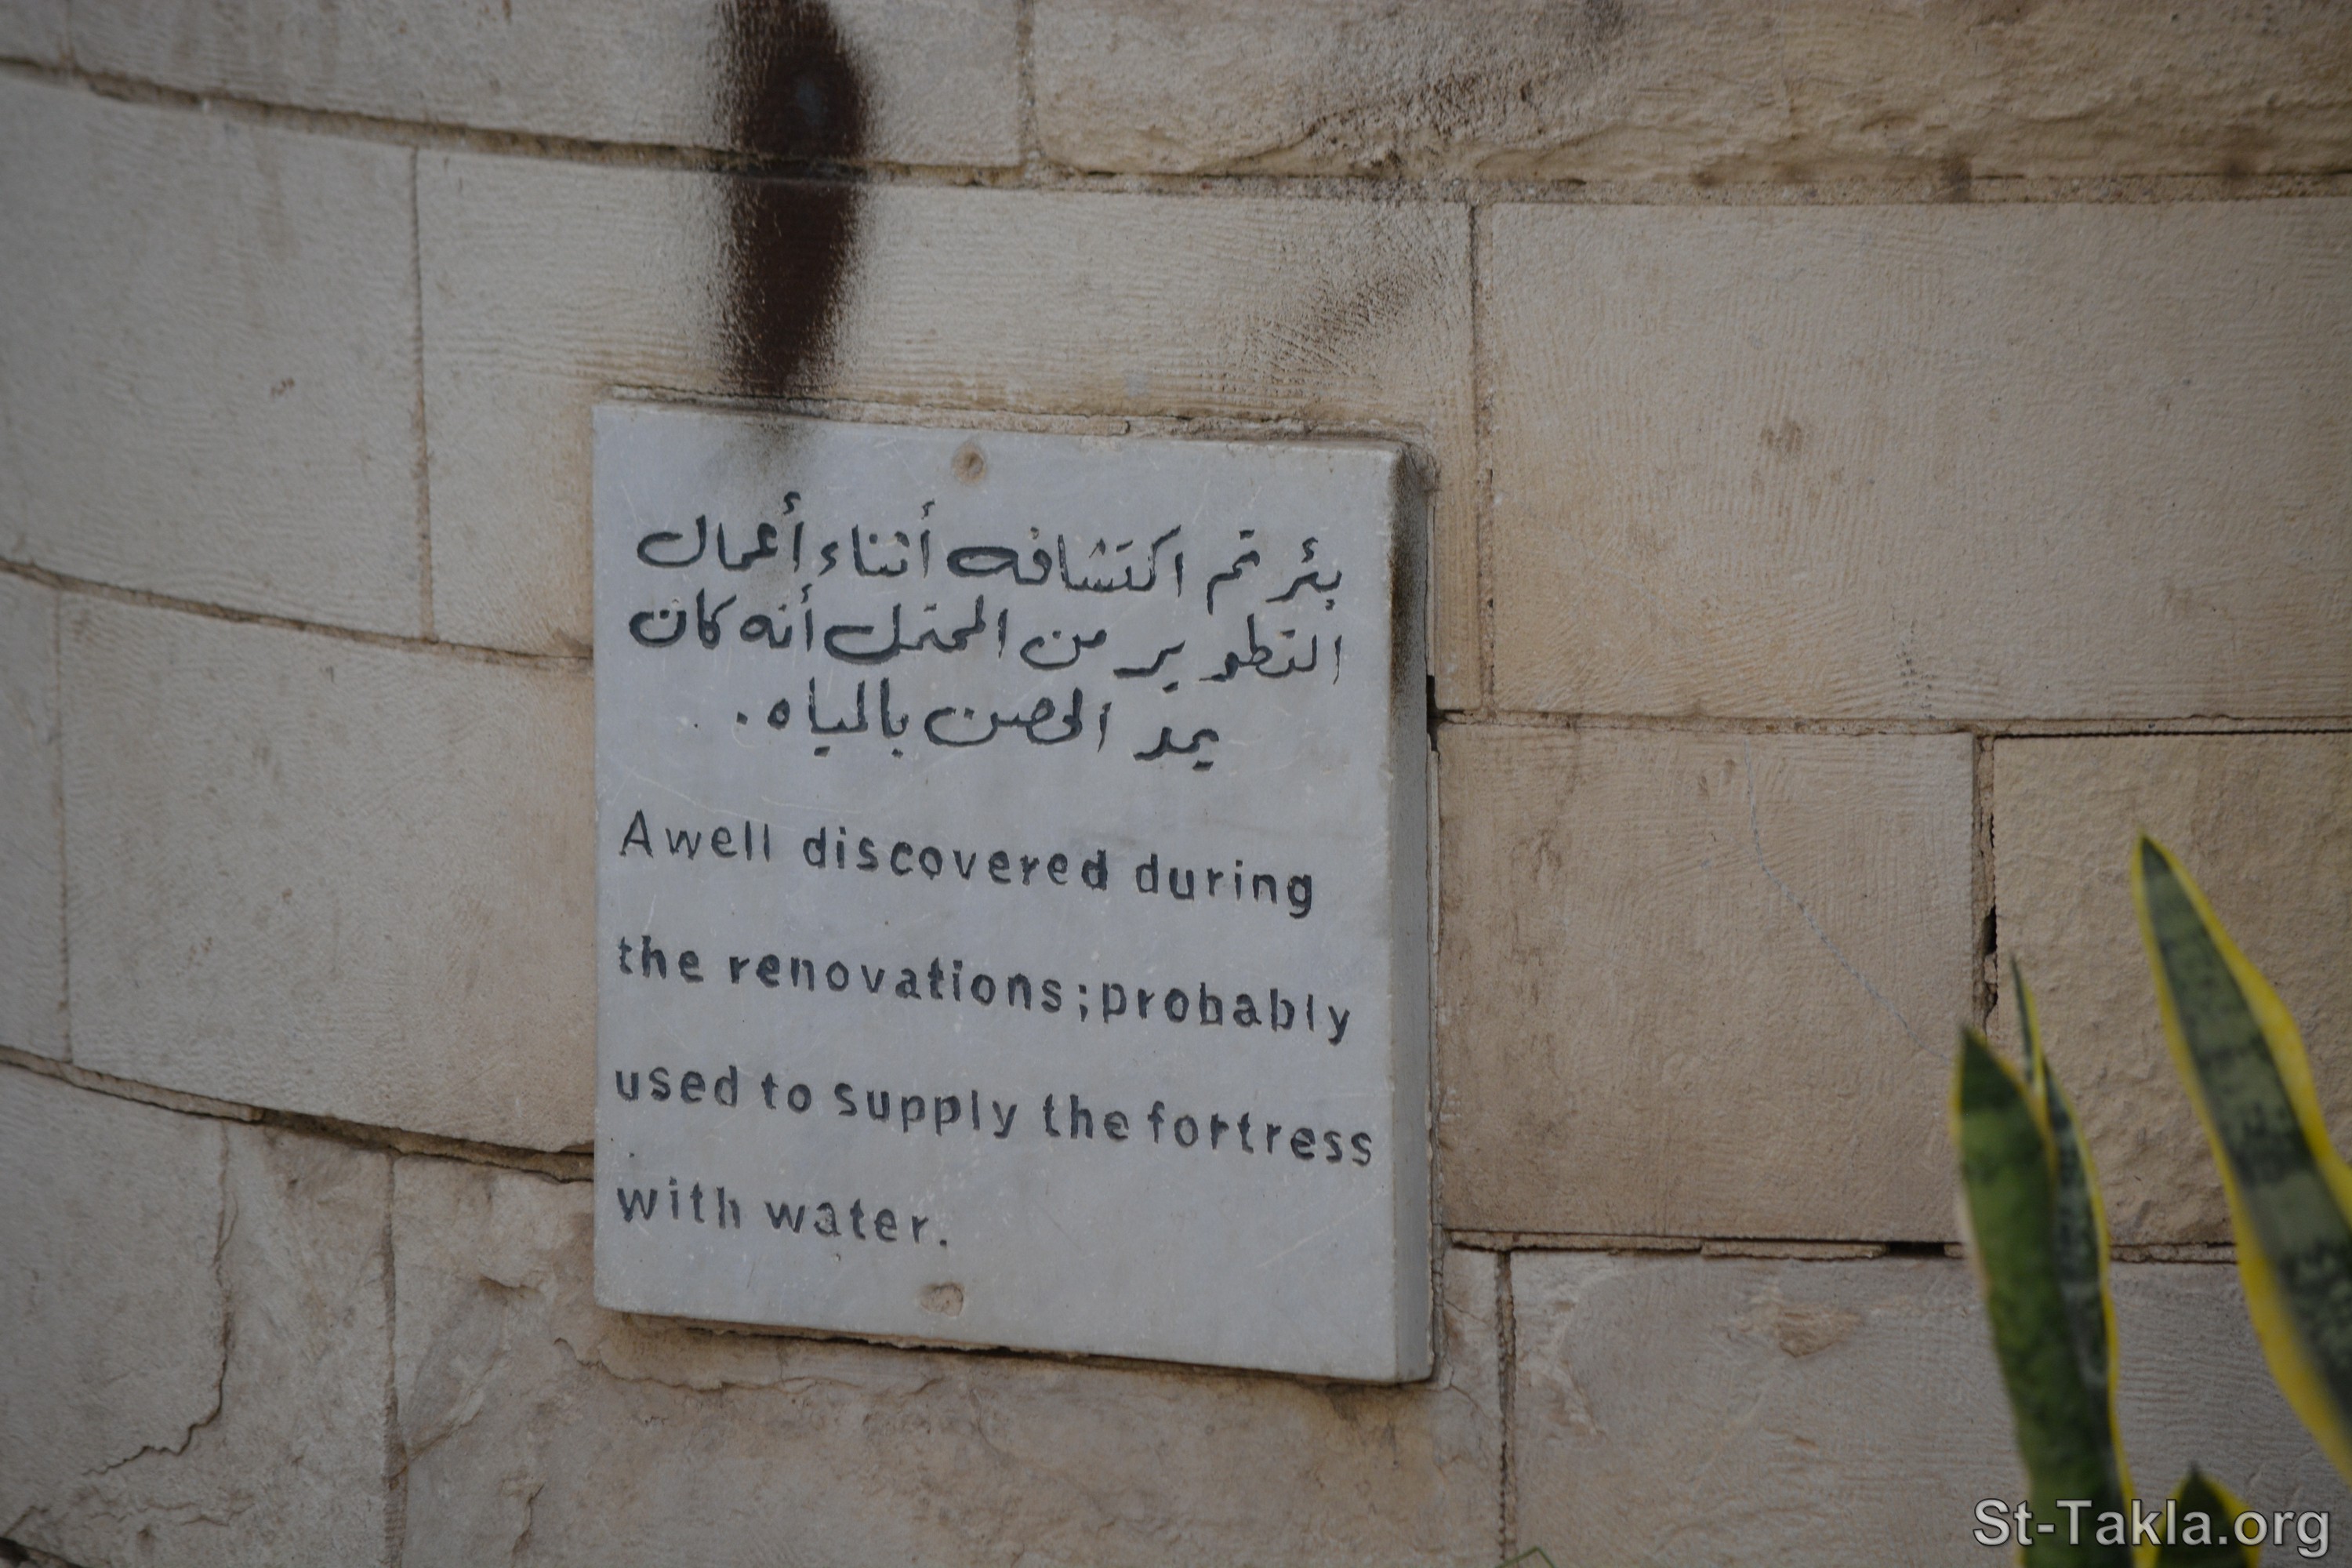 بئر تم اكتشافه أثناء أعمال
التطوير من المحتمل أنه كان
يمد الحصن بالمياه.
A well discovered during
the renovations; probably
used to supply the fortress
with water.
St-Takla.org